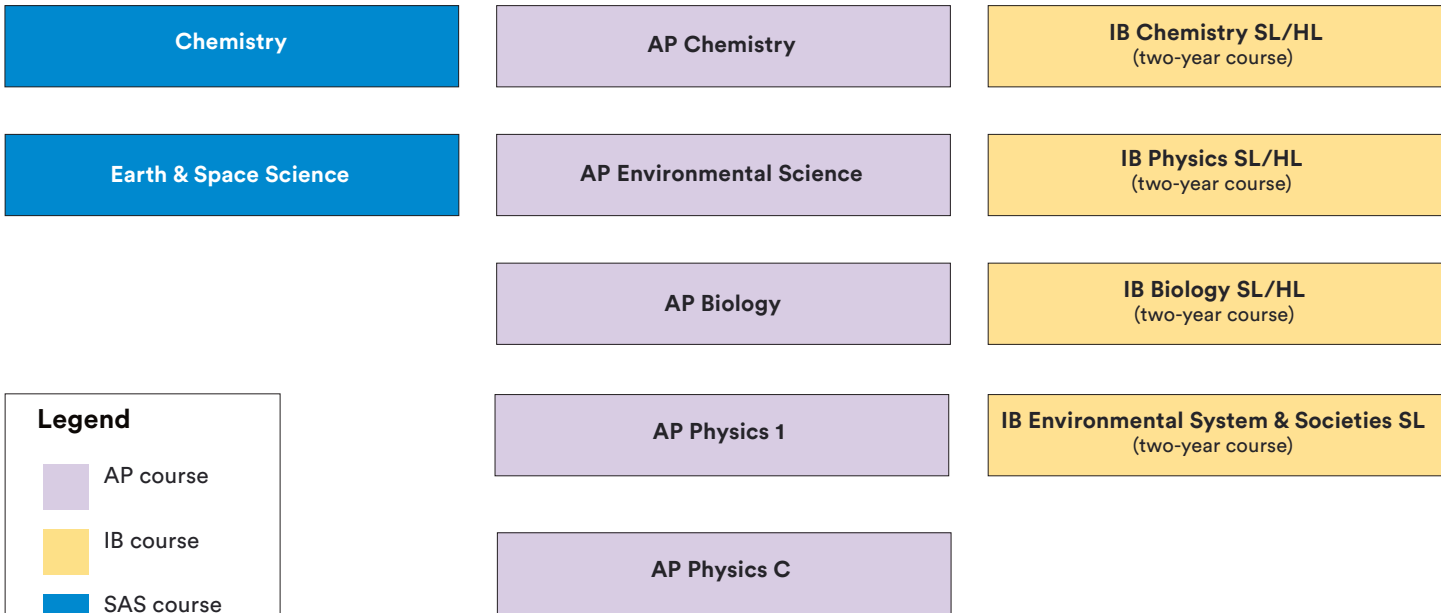 Chemistry
AP Chemistry
IB Chemistry SL/HL
(two-year course)
Earth & Space Science
AP Environmental Science
IB Physics SL/HL
(two-year course)
AP Biology
IB Biology SL/HL
(two-year course)
AP Physics 1
IB Environmental System & Societies SL
(two-year course)
AP Physics C
Legend
AP course
IB course
SAS course